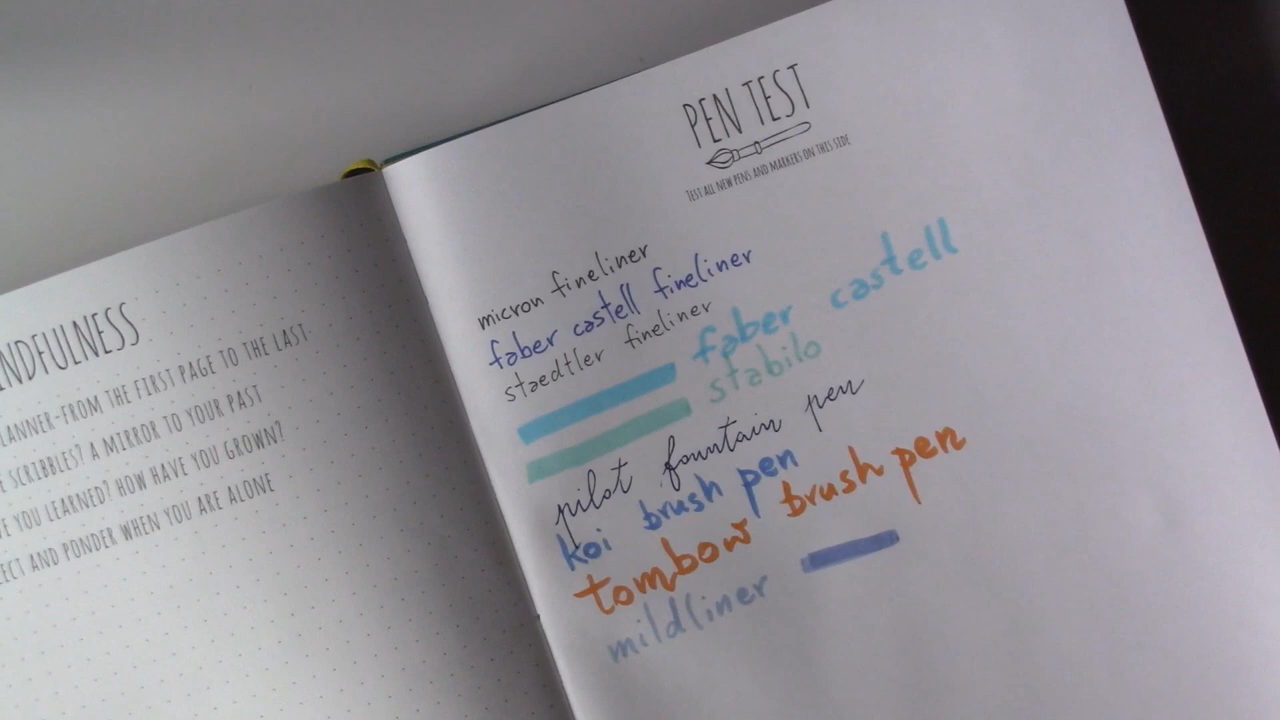 NDFULNESS
LANNER-FROM THE FIRST PAGE TO THE LAST
E SCRIBBLES? A MIRROR TO YOUR PAST
VE YOU LEARNED? HOW HAVE YOU GROWN?
LECT AND PONDER WHEN YOU ARE ALONE
PEN TEST
TEST ALL NEW PENS AND MARKERS ON THIS SIDE
micron fineliner
faber castell fineliner
staedtler fineliner
faber castell
stabilo
pilot fountain pen
koi brush pen
tombow brush pen
mildliner